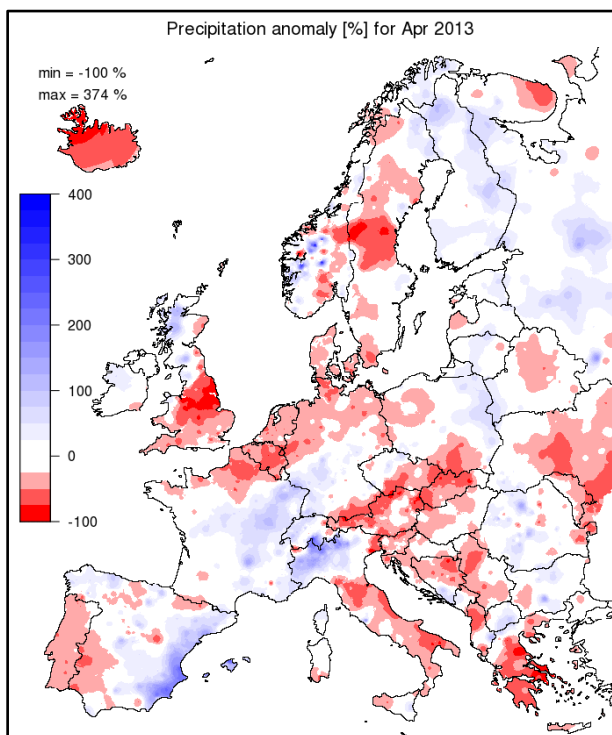 Precipitation anomaly [%] for Apr 2013
min = -100 %
max = 374 %
400
300
200
100
0
-100